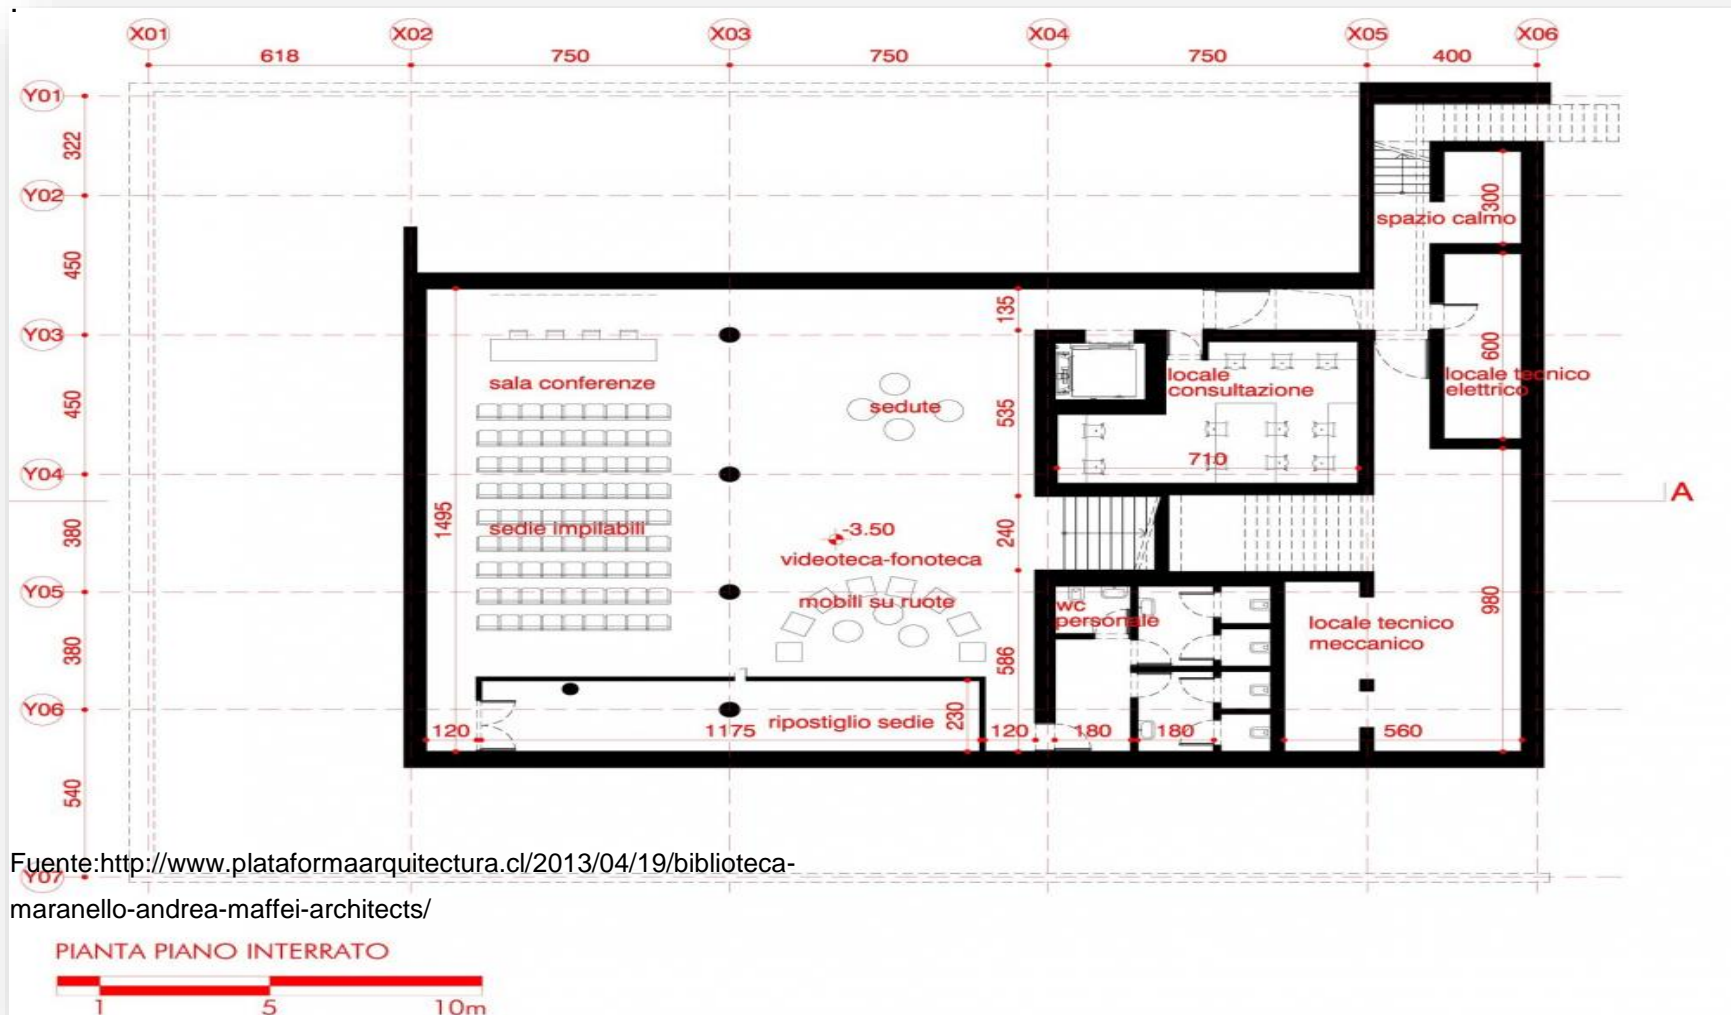 .
X01 X02 X03 X04 X05 X06
618 750 750 750 400
Y01
322
Y02
450
Y03
450
Y04
380
Y05
380
Y06
540
Y07
300
spazio calmo
135
600
locale tecnico
elettrico
sala conferenze
sedute
535
locale
consultazione
710
A
1495
sedie impilabili
-3.50
videoteca-fonoteca
240
mobili su ruote
wc
personale
586
locale tecnico
meccanico
980
ripostiglio sedie
230
120 1175 120 180 180 560
Fuente:http://www.plataformaarquitectura.cl/2013/04/19/biblioteca-
maranello-andrea-maffei-architects/
PIANTA PIANO INTERRATO
1 5 10m